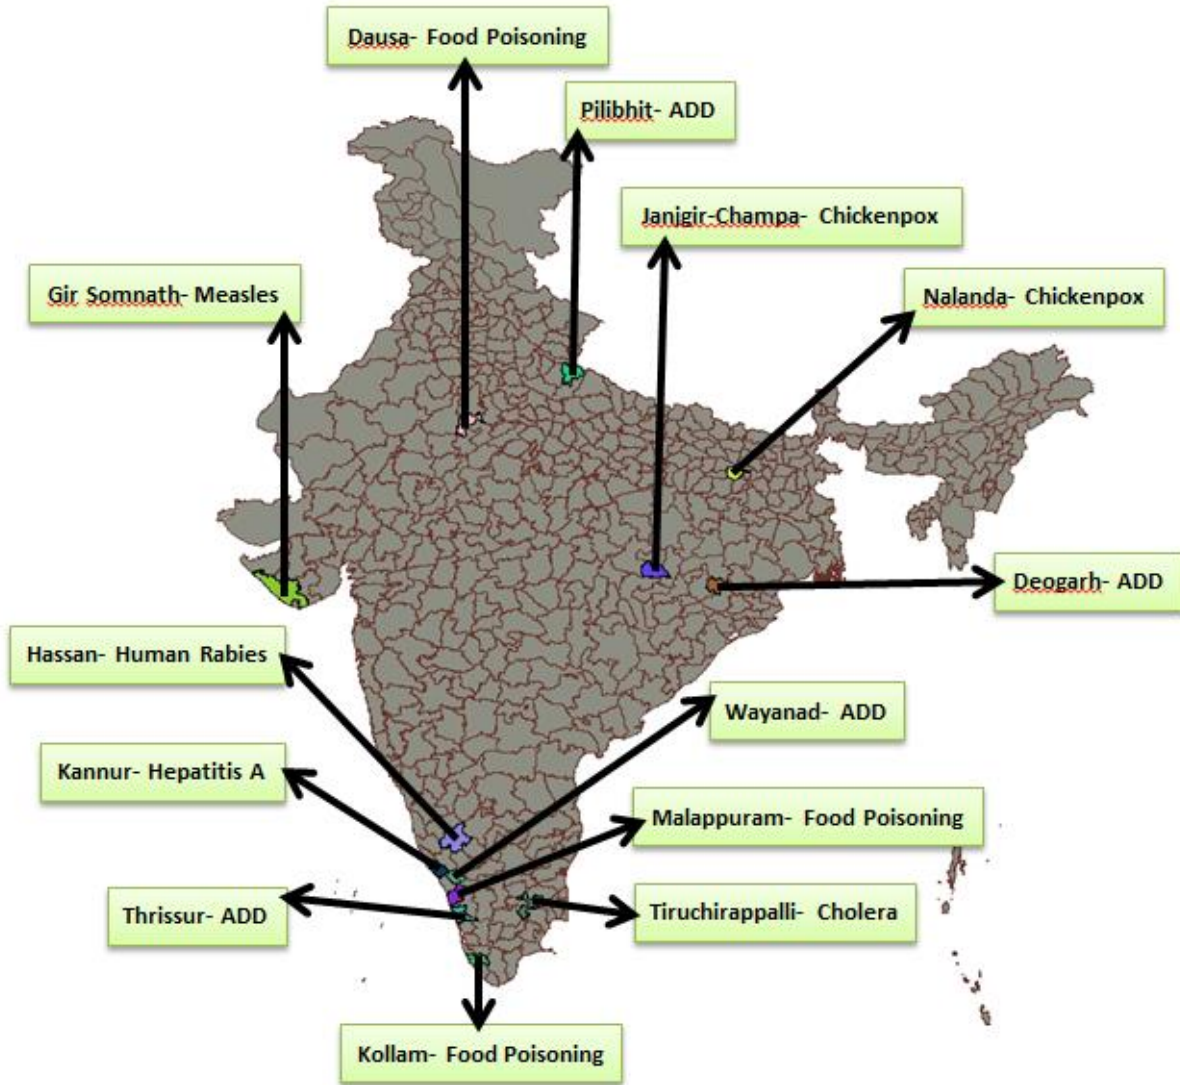 Dausa- Food Poisoning
Pilibhit- ADD
Janjgir-Champa- Chickenpox
Gir Somnath- Measles
Nalanda- Chickenpox
Deogarh- ADD
Hassan- Human Rabies
Wayanad- ADD
Kannur- Hepatitis A
Malappuram- Food Poisoning
Thrissur- ADD
Tiruchirappalli- Cholera
Kollam- Food Poisoning